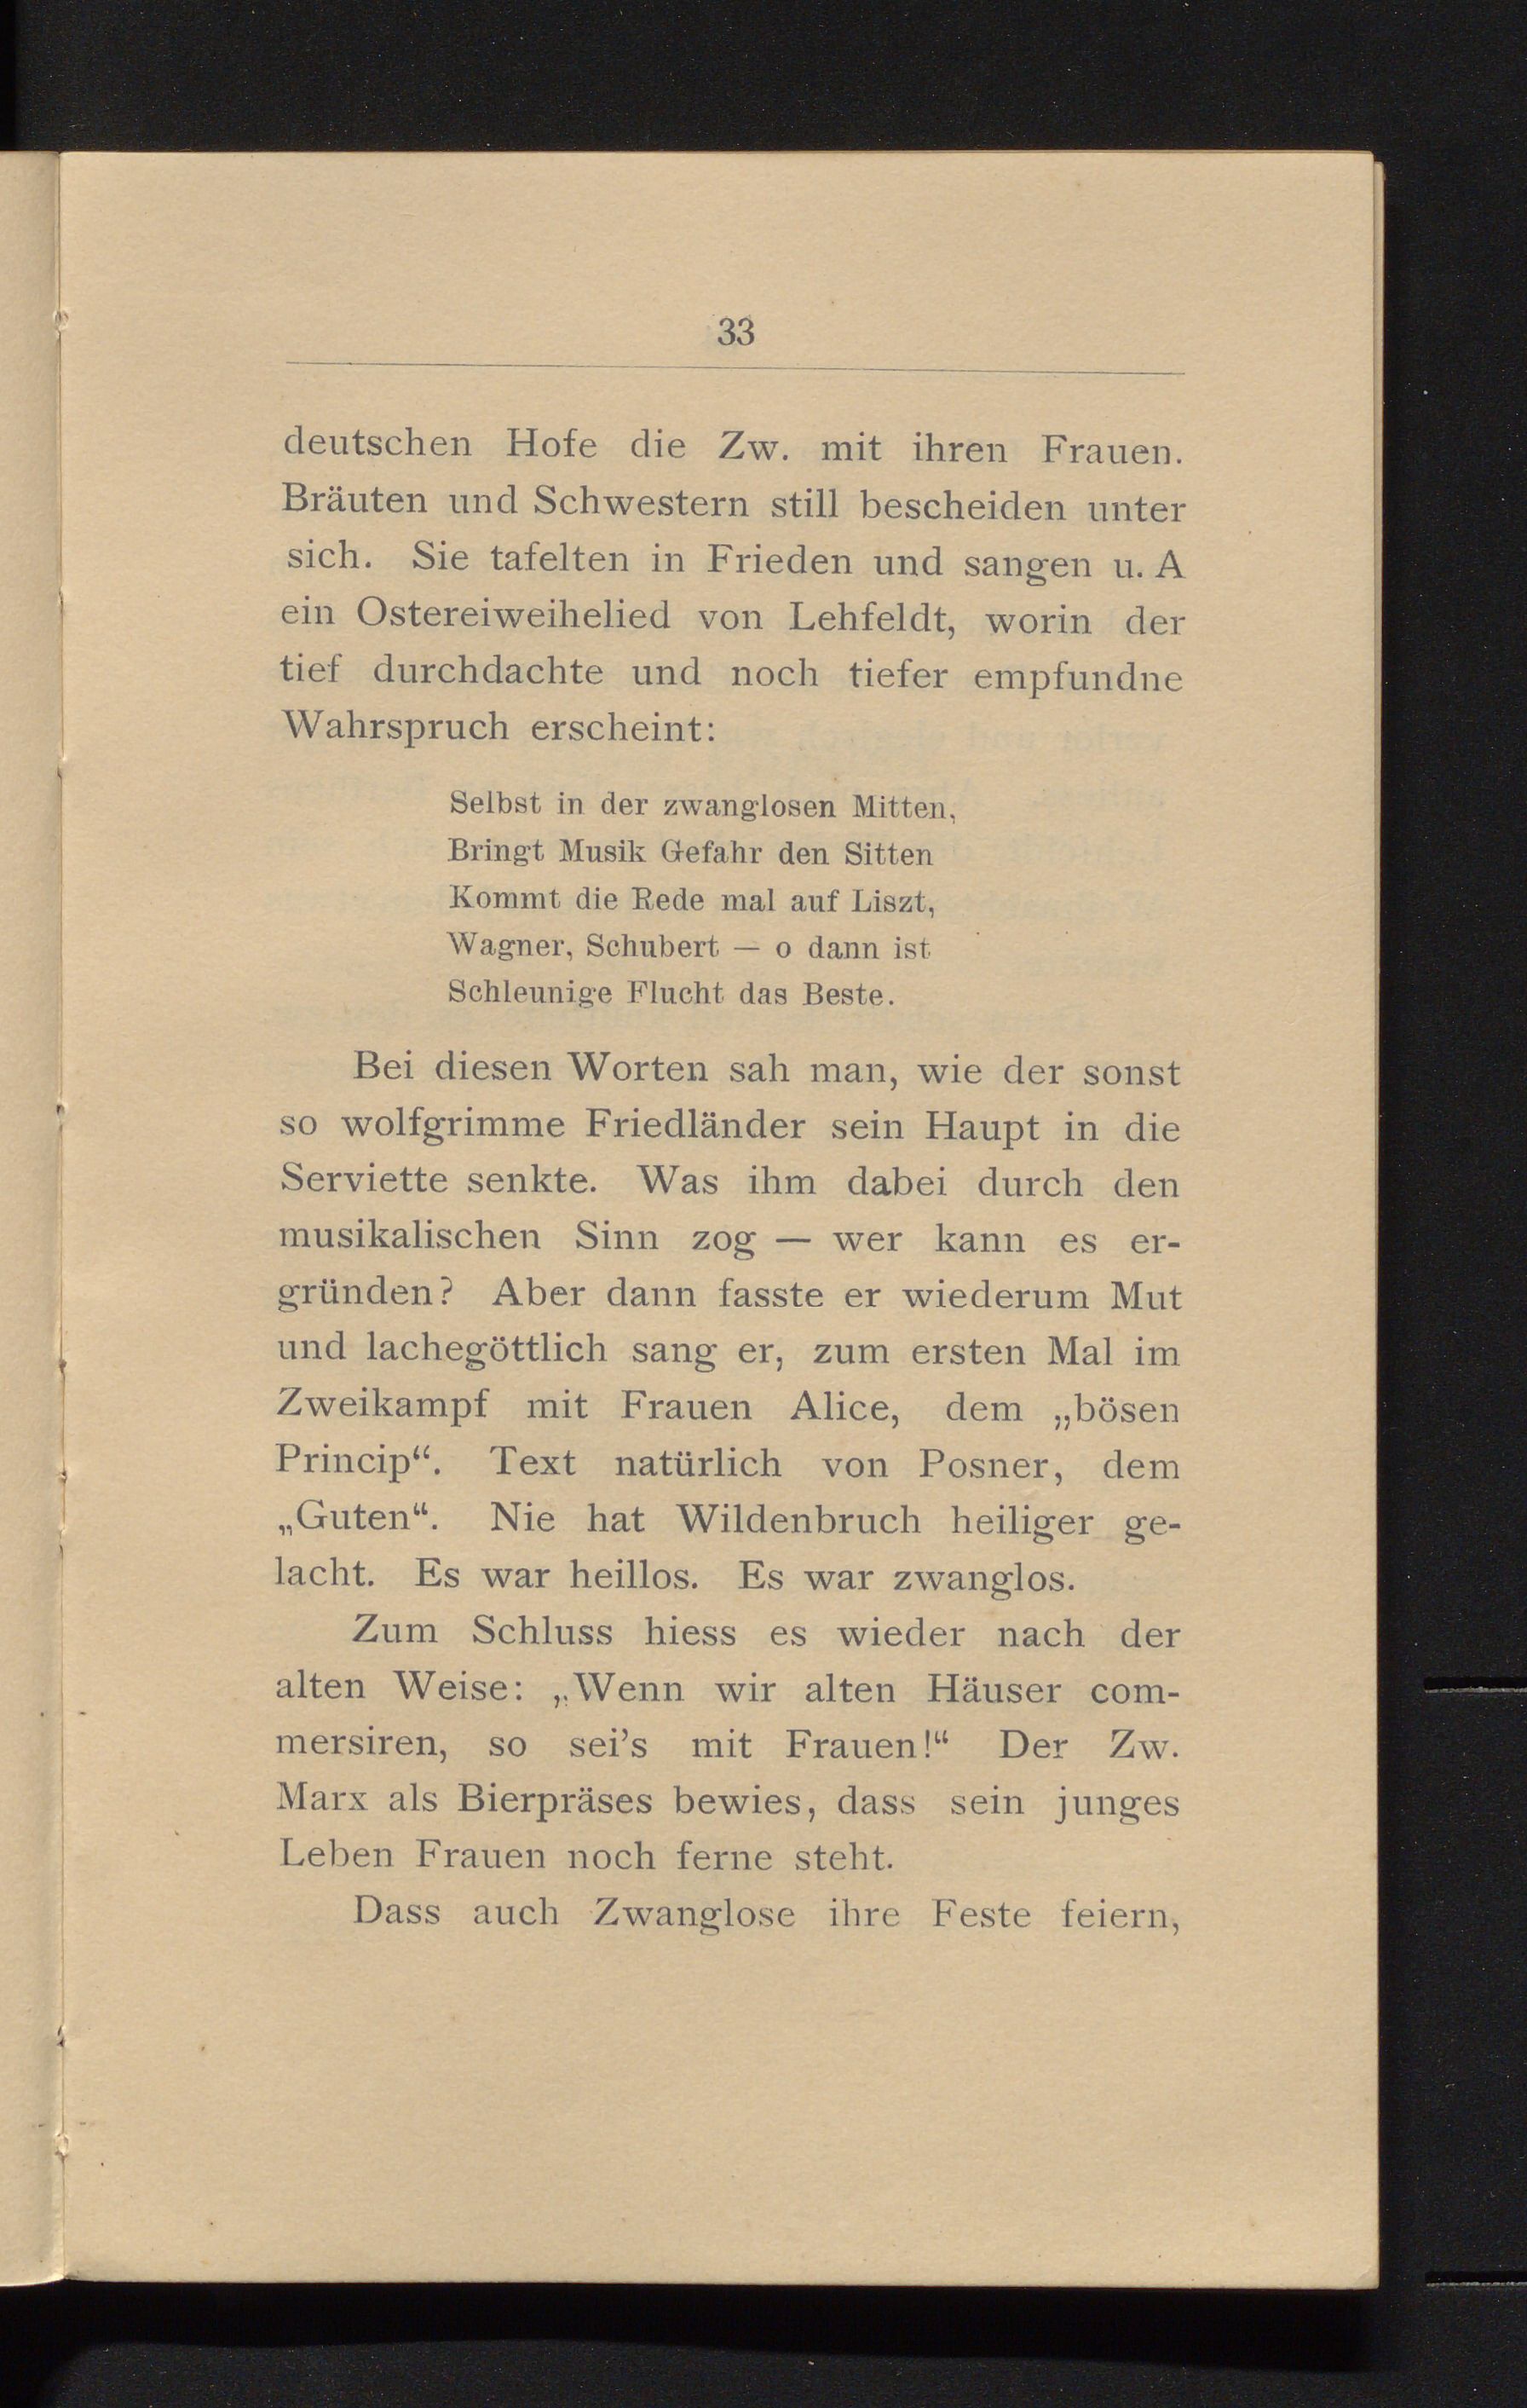 33
deutschen Hofe die Zw. mit ihren Frauen.
Bräuten und Schwestern still bescheiden unter
sich. Sie tafelten in Frieden und sangen u. A
ein Ostereiweihelied von Lehfeldt, worin der
tief durchdachte und noch tiefer empfundne
Wahrspruch erscheint:
Selbst in der zwanglosen Mitten,
Bringt Musik Gefahr den Sitten
Kommt die Rede mal auf Liszt,
Wagner, Schubert — o dann ist
Schleunige Flucht das Beste.
Bei diesen Worten sah man, wie der sonst
so wolfgrimme Friedländer sein Haupt in die
Serviette senkte. Was ihm dabei durch den
musikalischen Sinn zog — wer kann es er-
gründen? Aber dann fasste er wiederum Mut
und lachegöttlich sang er, zum ersten Mal im
Zweikampf mit Frauen Alice, dem „bösen
Princip“. Text natürlich von Posner, dem
„Guten“. Nie hat Wildenbruch heiliger ge-
lacht. Es war heillos. Es war zwanglos.
Zum Schluss hiess es wieder nach der
alten Weise: „Wenn wir alten Häuser com-
mersiren, so sei’s mit Frauen!“ Der Zw.
Marx als Bierpräses bewies, dass sein junges
Leben Frauen noch ferne steht.
Dass auch Zwanglose ihre Feste feiern,